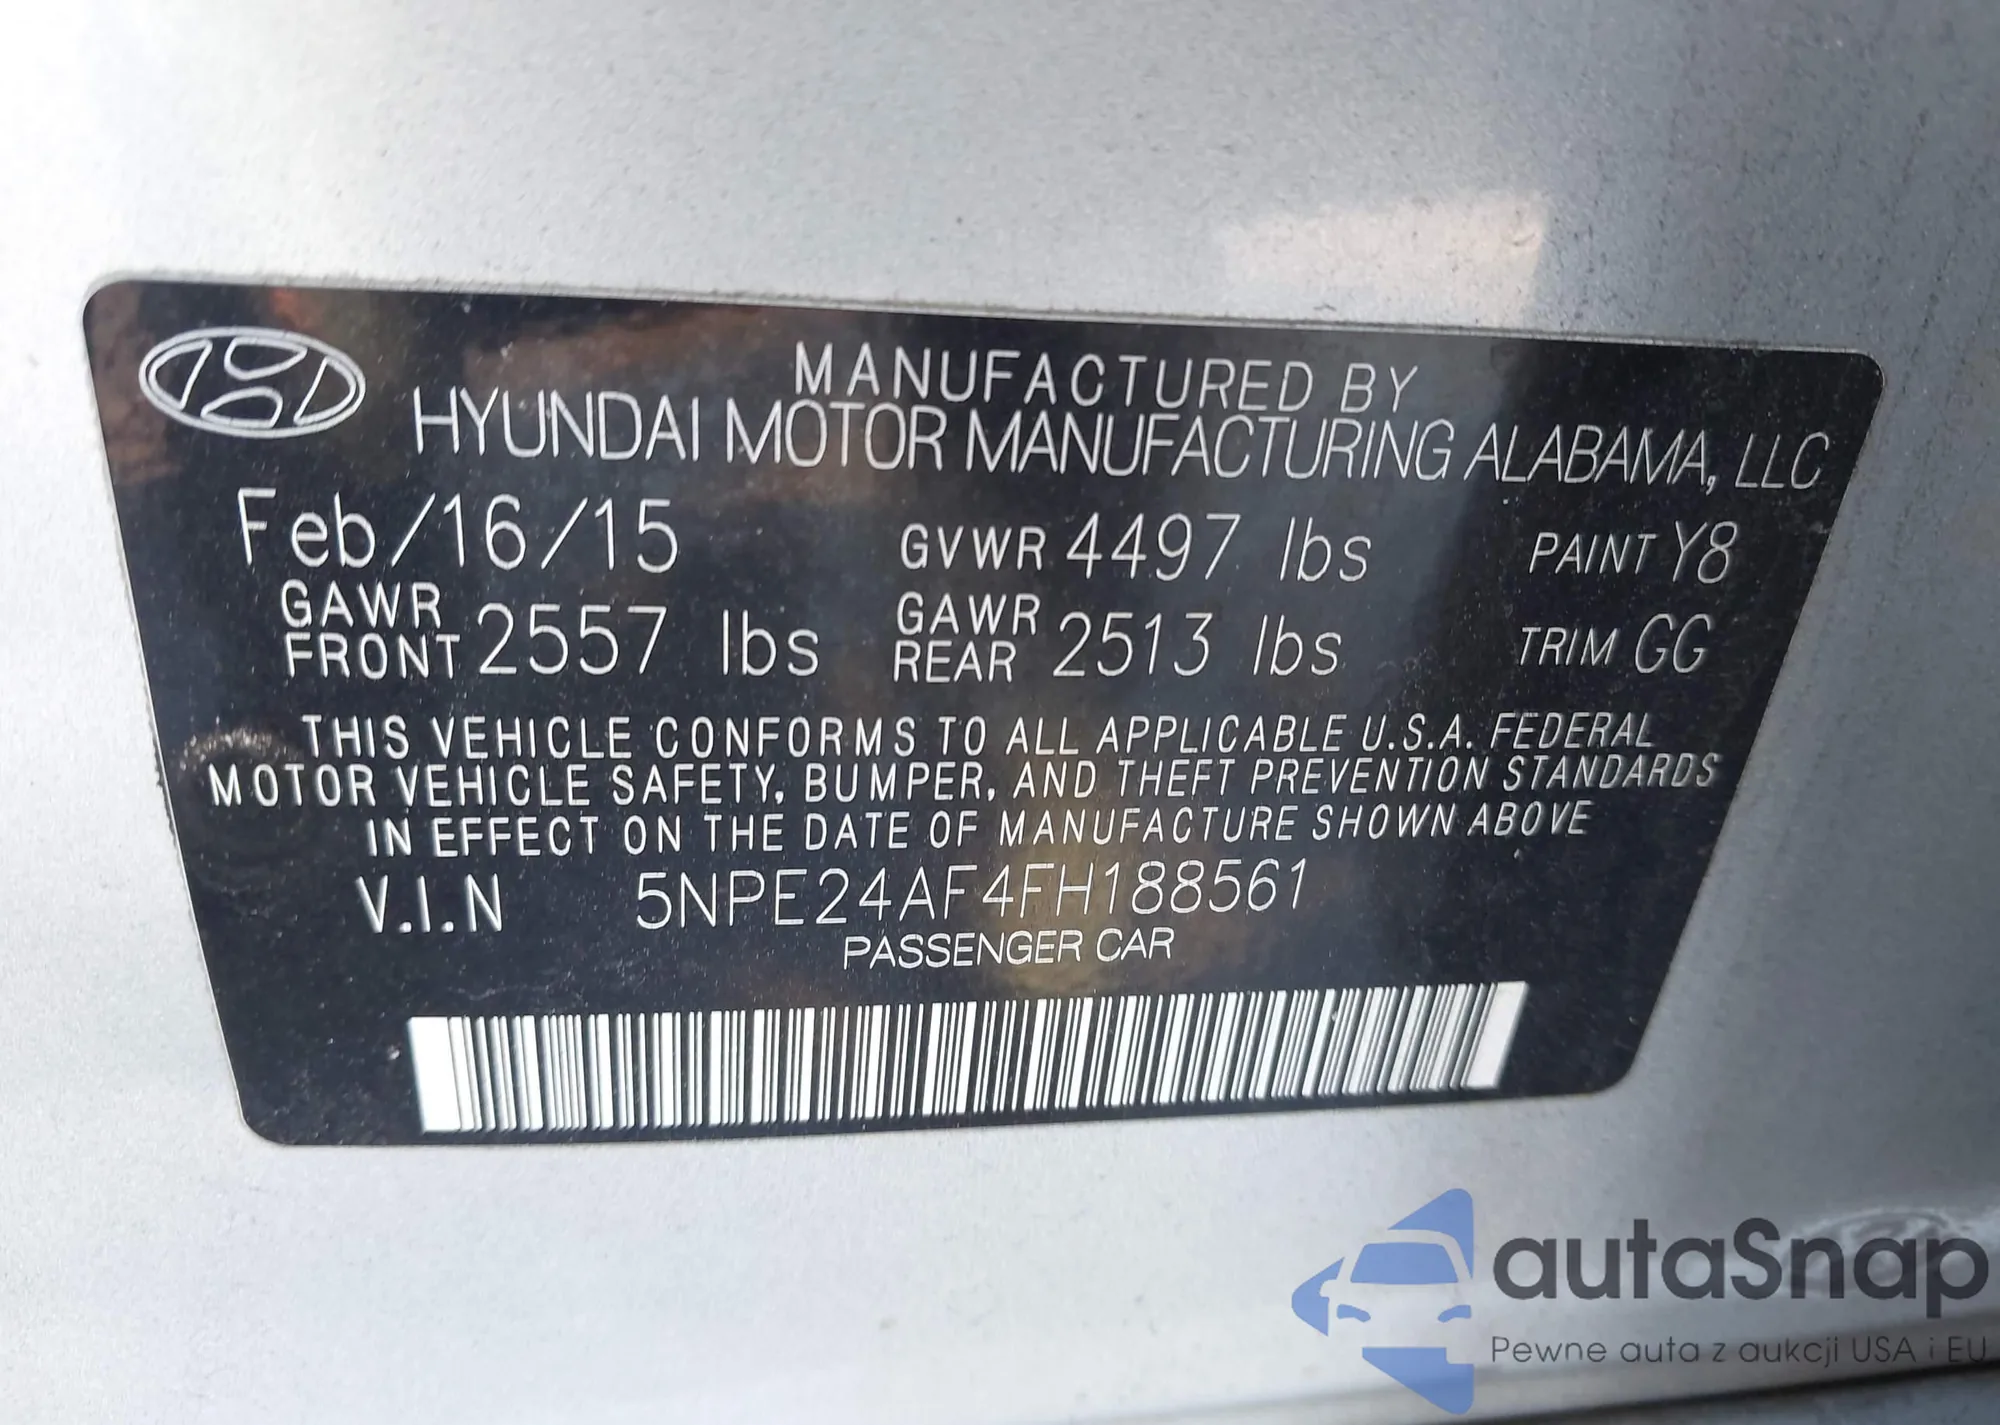 MANUFACTURED BY
HYUNDAI MOTOR MANUFACTURING ALABAMA, LLC
Feb/16/15 GVWR 4497 lbs PAINT Y8
GAWR FRONT 2557 lbs GAWR REAR 2513 lbs TRIM GG
THIS VEHICLE CONFORMS TO ALL APPLICABLE U.S.A. FEDERAL
MOTOR VEHICLE SAFETY, BUMPER, AND THEFT PREVENTION STANDARDS
IN EFFECT ON THE DATE OF MANUFACTURE SHOWN ABOVE
V.I.N 5NPE24AF4FH188561
PASSENGER CAR
autaSnap
Pewne auta z aukcji USA i EU